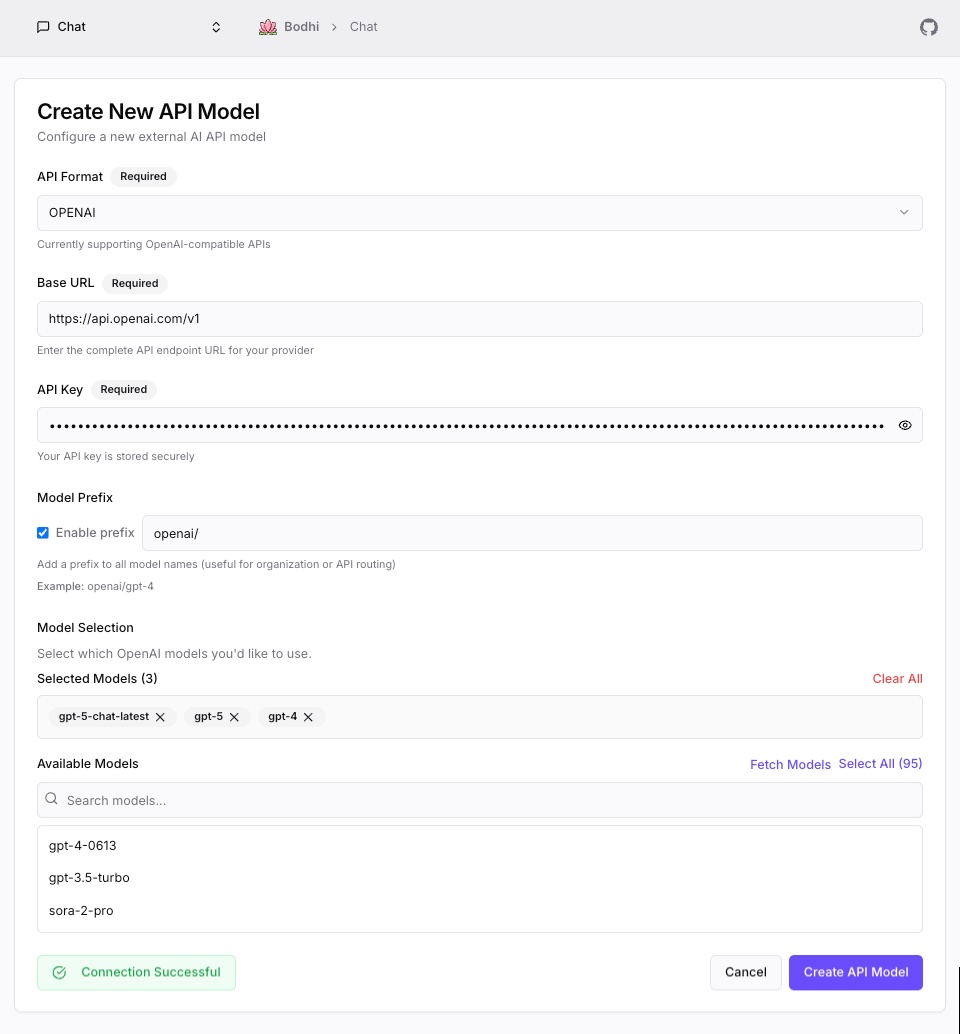 Chat
Bodhi > Chat
Create New API Model
Configure a new external AI API model
API Format Required
OPENAI
Currently supporting OpenAI-compatible APIs
Base URL Required
https://api.openai.com/v1
Enter the complete API endpoint URL for your provider
API Key Required
Your API key is stored securely
Model Prefix
Enable prefix openai/
Add a prefix to all model names (useful for organization or API routing)
Example: openai/gpt-4
Model Selection
Select which OpenAI models you'd like to use.
Selected Models (3) Clear All
gpt-5-chat-latest gpt-5 gpt-4
Available Models Fetch Models Select All (95)
Search models...
gpt-4-0613
gpt-3.5-turbo
sora-2-pro
Connection Successful Cancel Create API Model